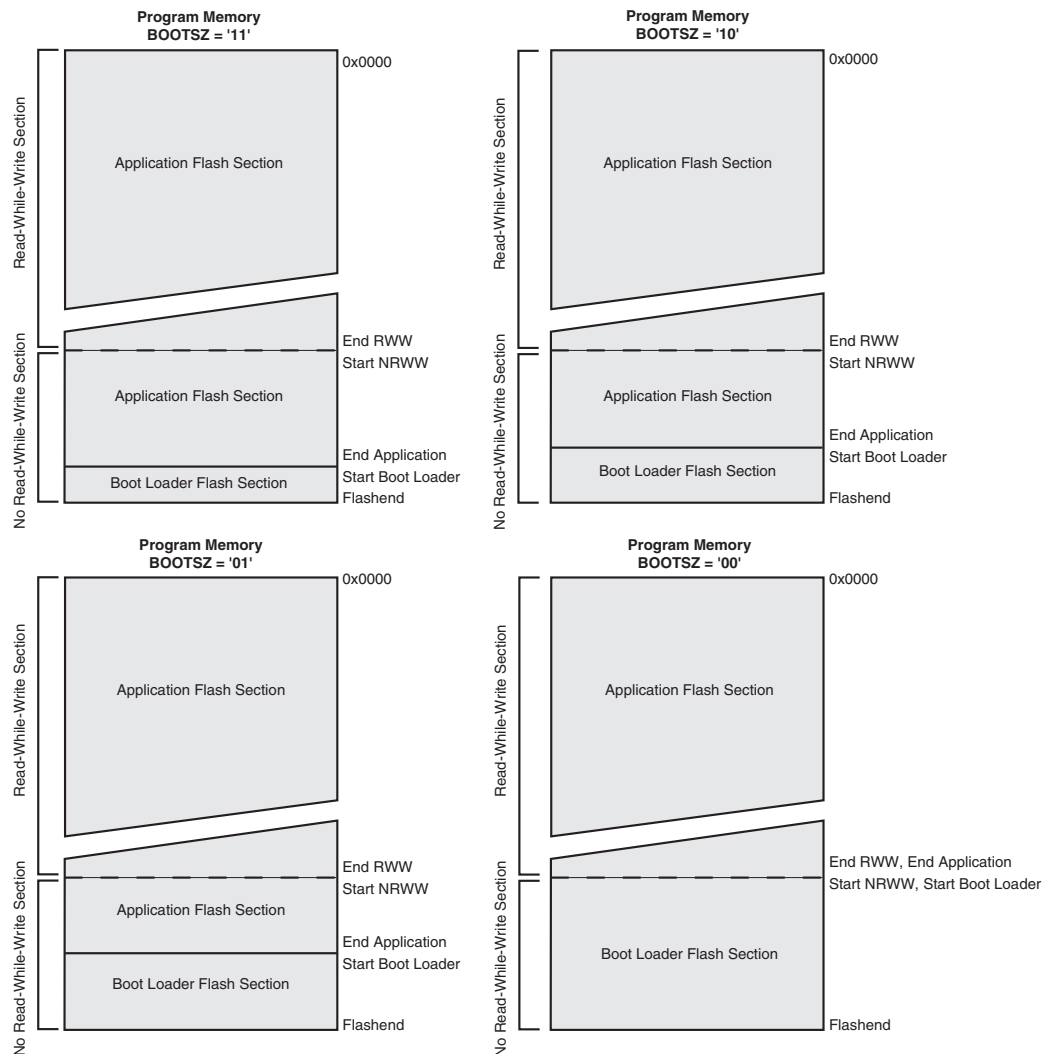 Program Memory
BOOTSZ = '11'
0x0000
Read-While-Write Section
Application Flash Section
End RWW
Start NRWW
No Read-While-Write Section
Application Flash Section
End Application
Start Boot Loader
Boot Loader Flash Section
Flashend
Program Memory
BOOTSZ = '10'
0x0000
Read-While-Write Section
Application Flash Section
End RWW
Start NRWW
No Read-While-Write Section
Application Flash Section
End Application
Start Boot Loader
Boot Loader Flash Section
Flashend
Program Memory
BOOTSZ = '01'
0x0000
Read-While-Write Section
Application Flash Section
End RWW
Start NRWW
No Read-While-Write Section
Application Flash Section
End Application
Start Boot Loader
Boot Loader Flash Section
Flashend
Program Memory
BOOTSZ = '00'
0x0000
Read-While-Write Section
Application Flash Section
End RWW, End Application
Start NRWW, Start Boot Loader
No Read-While-Write Section
Boot Loader Flash Section
Flashend